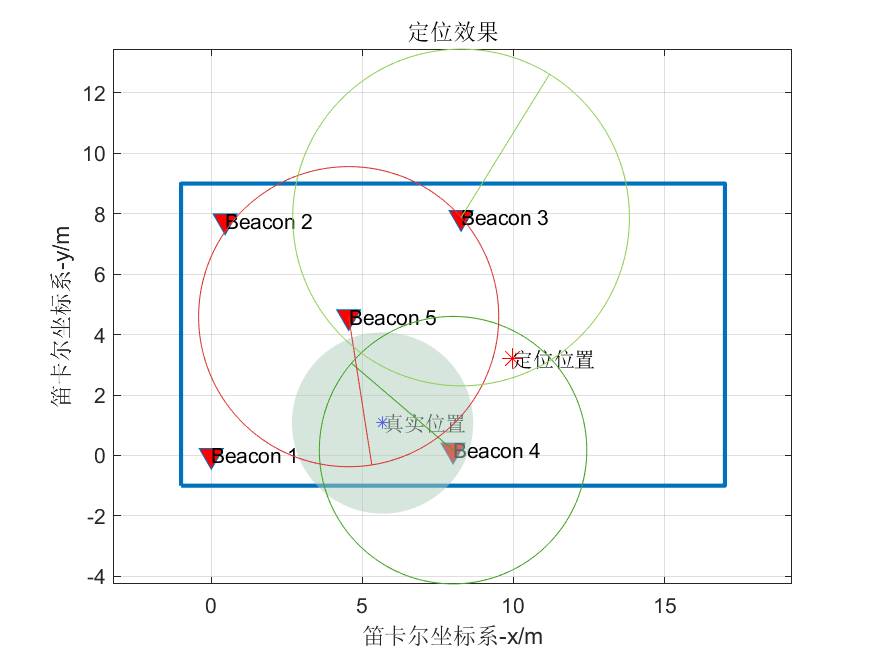 定位效果
12
10
8
6
4
2
0
-2
-4
笛卡尔坐标系-y/m
Beacon 2
Beacon 3
Beacon 5
定位位置
真实位置
Beacon 1
Beacon 4
0
5
10
15
笛卡尔坐标系-x/m